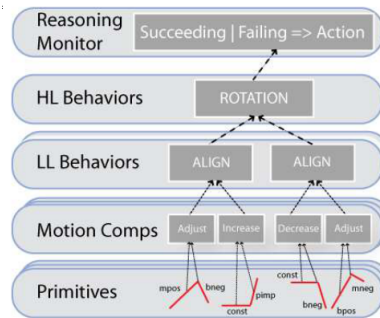 Reasoning Monitor
Succeeding | Failing => Action
HL Behaviors
ROTATION
LL Behaviors
ALIGN
ALIGN
Motion Comps
Adjust
Increase
Decrease
Adjust
Primitives
mpos
bneg
const
pimp
const
bneg
bpos
mneg